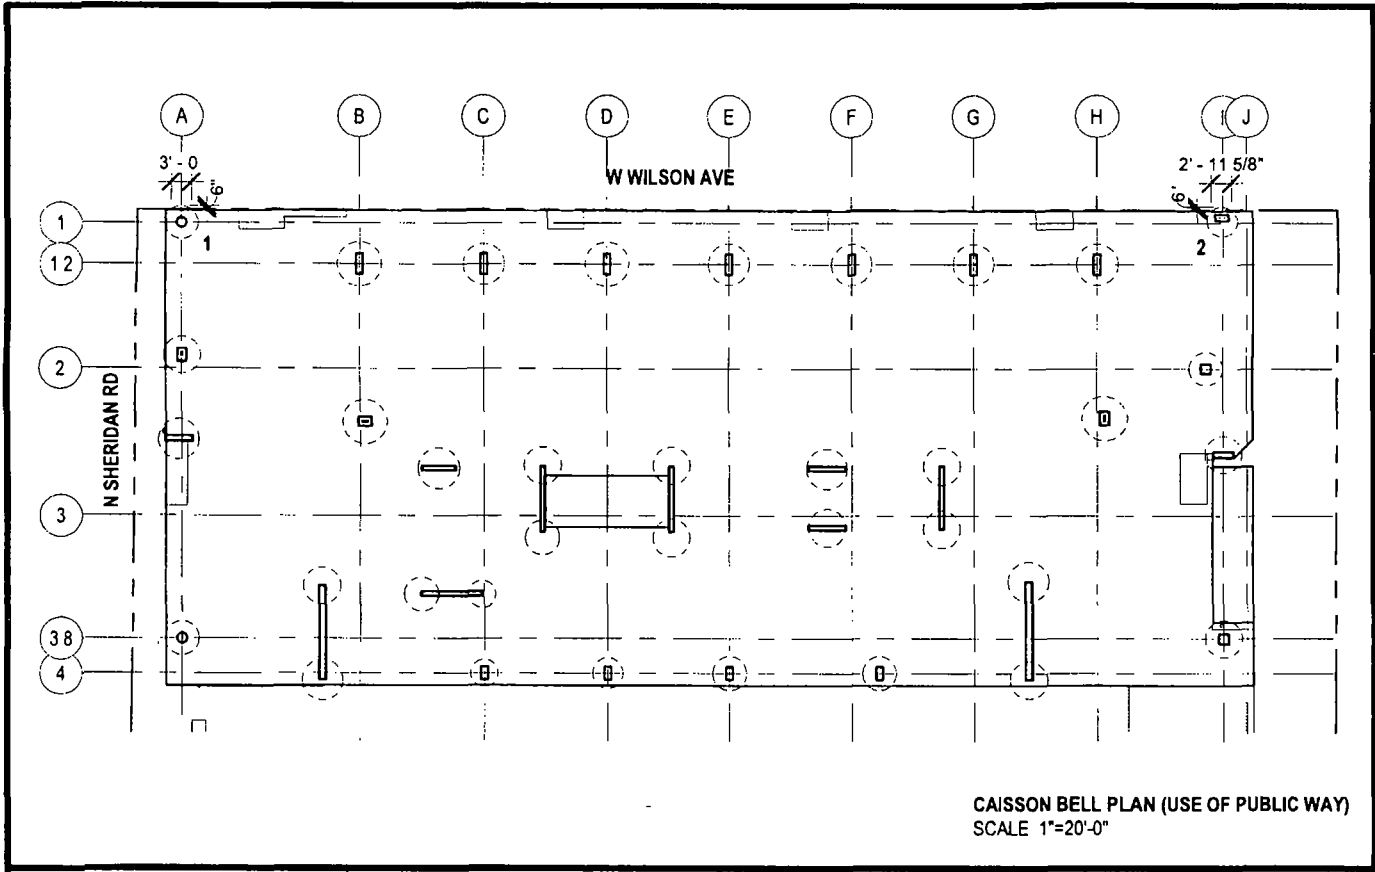 A B C D E F G H I J
3' - 0
6"
W WILSON AVE
2' - 11 5/8"
6"
1
1
2
12
2
N SHERIDAN RD
3
38
4
CAISSON BELL PLAN (USE OF PUBLIC WAY)
SCALE 1"=20'-0"